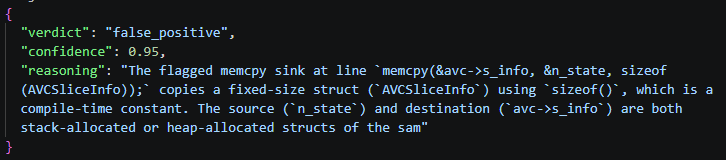 {
"verdict": "false_positive",
"confidence": 0.95,
"reasoning": "The flagged memcpy sink at line `memcpy(&avc->s_info, &n_state, sizeof
(AVCSliceInfo));` copies a fixed-size struct (`AVCSliceInfo`) using `sizeof()`, which is a
compile-time constant. The source (`n_state`) and destination (`avc->s_info`) are both
stack-allocated or heap-allocated structs of the sam"
}